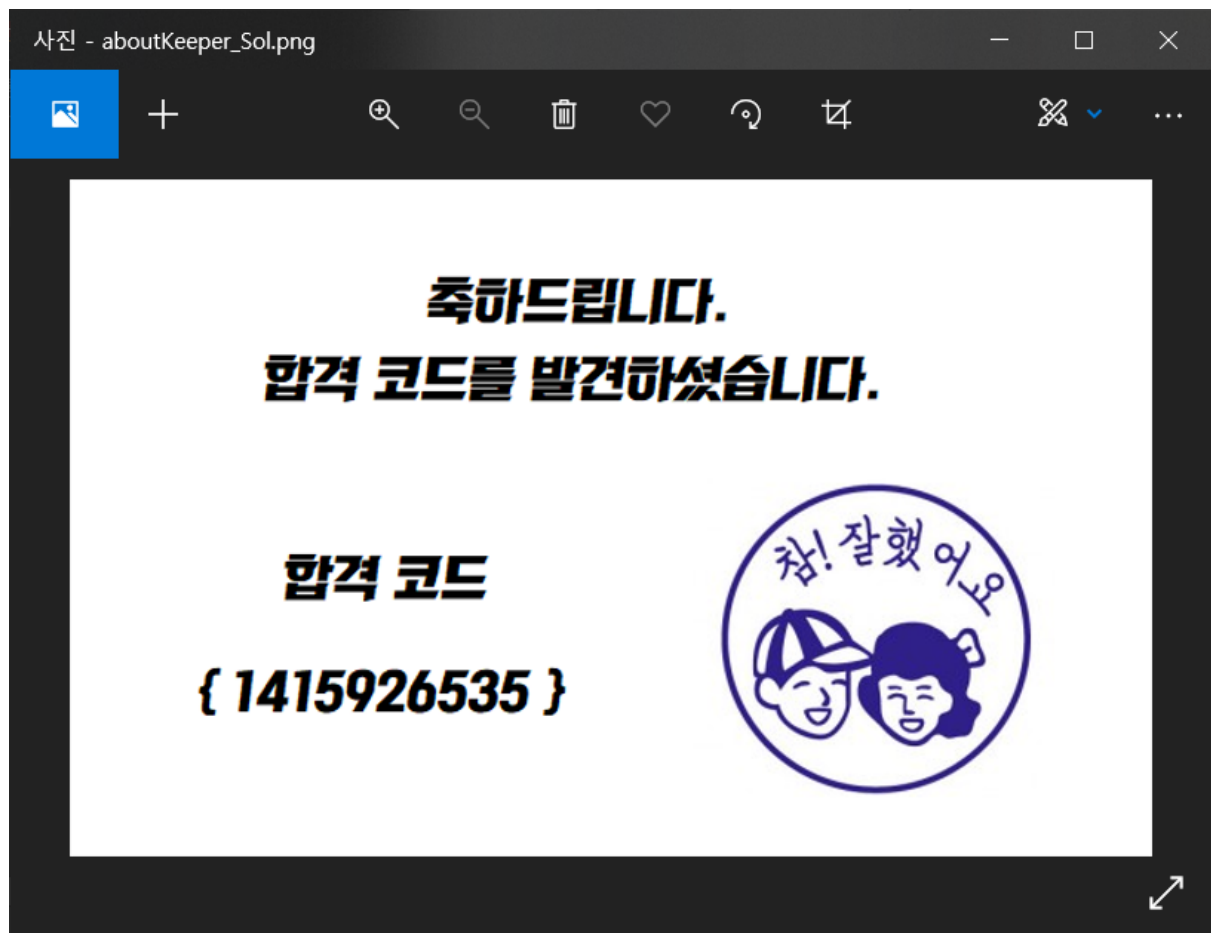 사진 - aboutKeeper_Sol.png
축하드립니다.
합격 코드를 발견하셨습니다.
참! 잘했어요
합격 코드
{ 1415926535 }